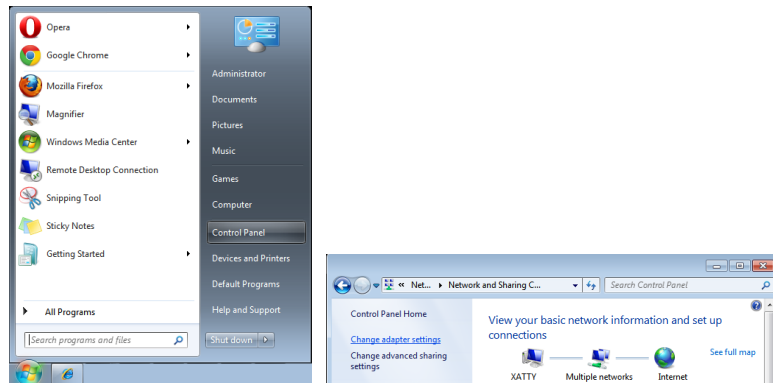 Opera
Google Chrome
Mozilla Firefox
Magnifier
Windows Media Center
Remote Desktop Connection
Snipping Tool
Sticky Notes
Getting Started
All Programs
Search programs and files
Administrator
Documents
Pictures
Music
Games
Computer
Control Panel
Devices and Printers
Default Programs
Help and Support
Shut down
« Net... Network and Sharing C...
Search Control Panel
Control Panel Home
Change adapter settings
Change advanced sharing
settings
View your basic network information and set up
connections
See full map
XATTY Multiple networks Internet